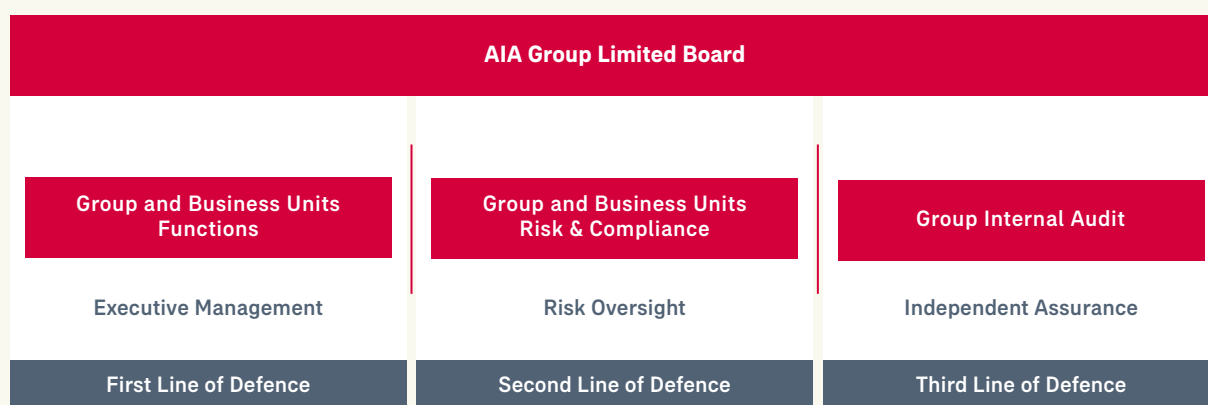 AIA Group Limited Board
Group and Business Units
Functions
Executive Management
First Line of Defence
Group and Business Units
Risk & Compliance
Risk Oversight
Second Line of Defence
Group Internal Audit
Independent Assurance
Third Line of Defence